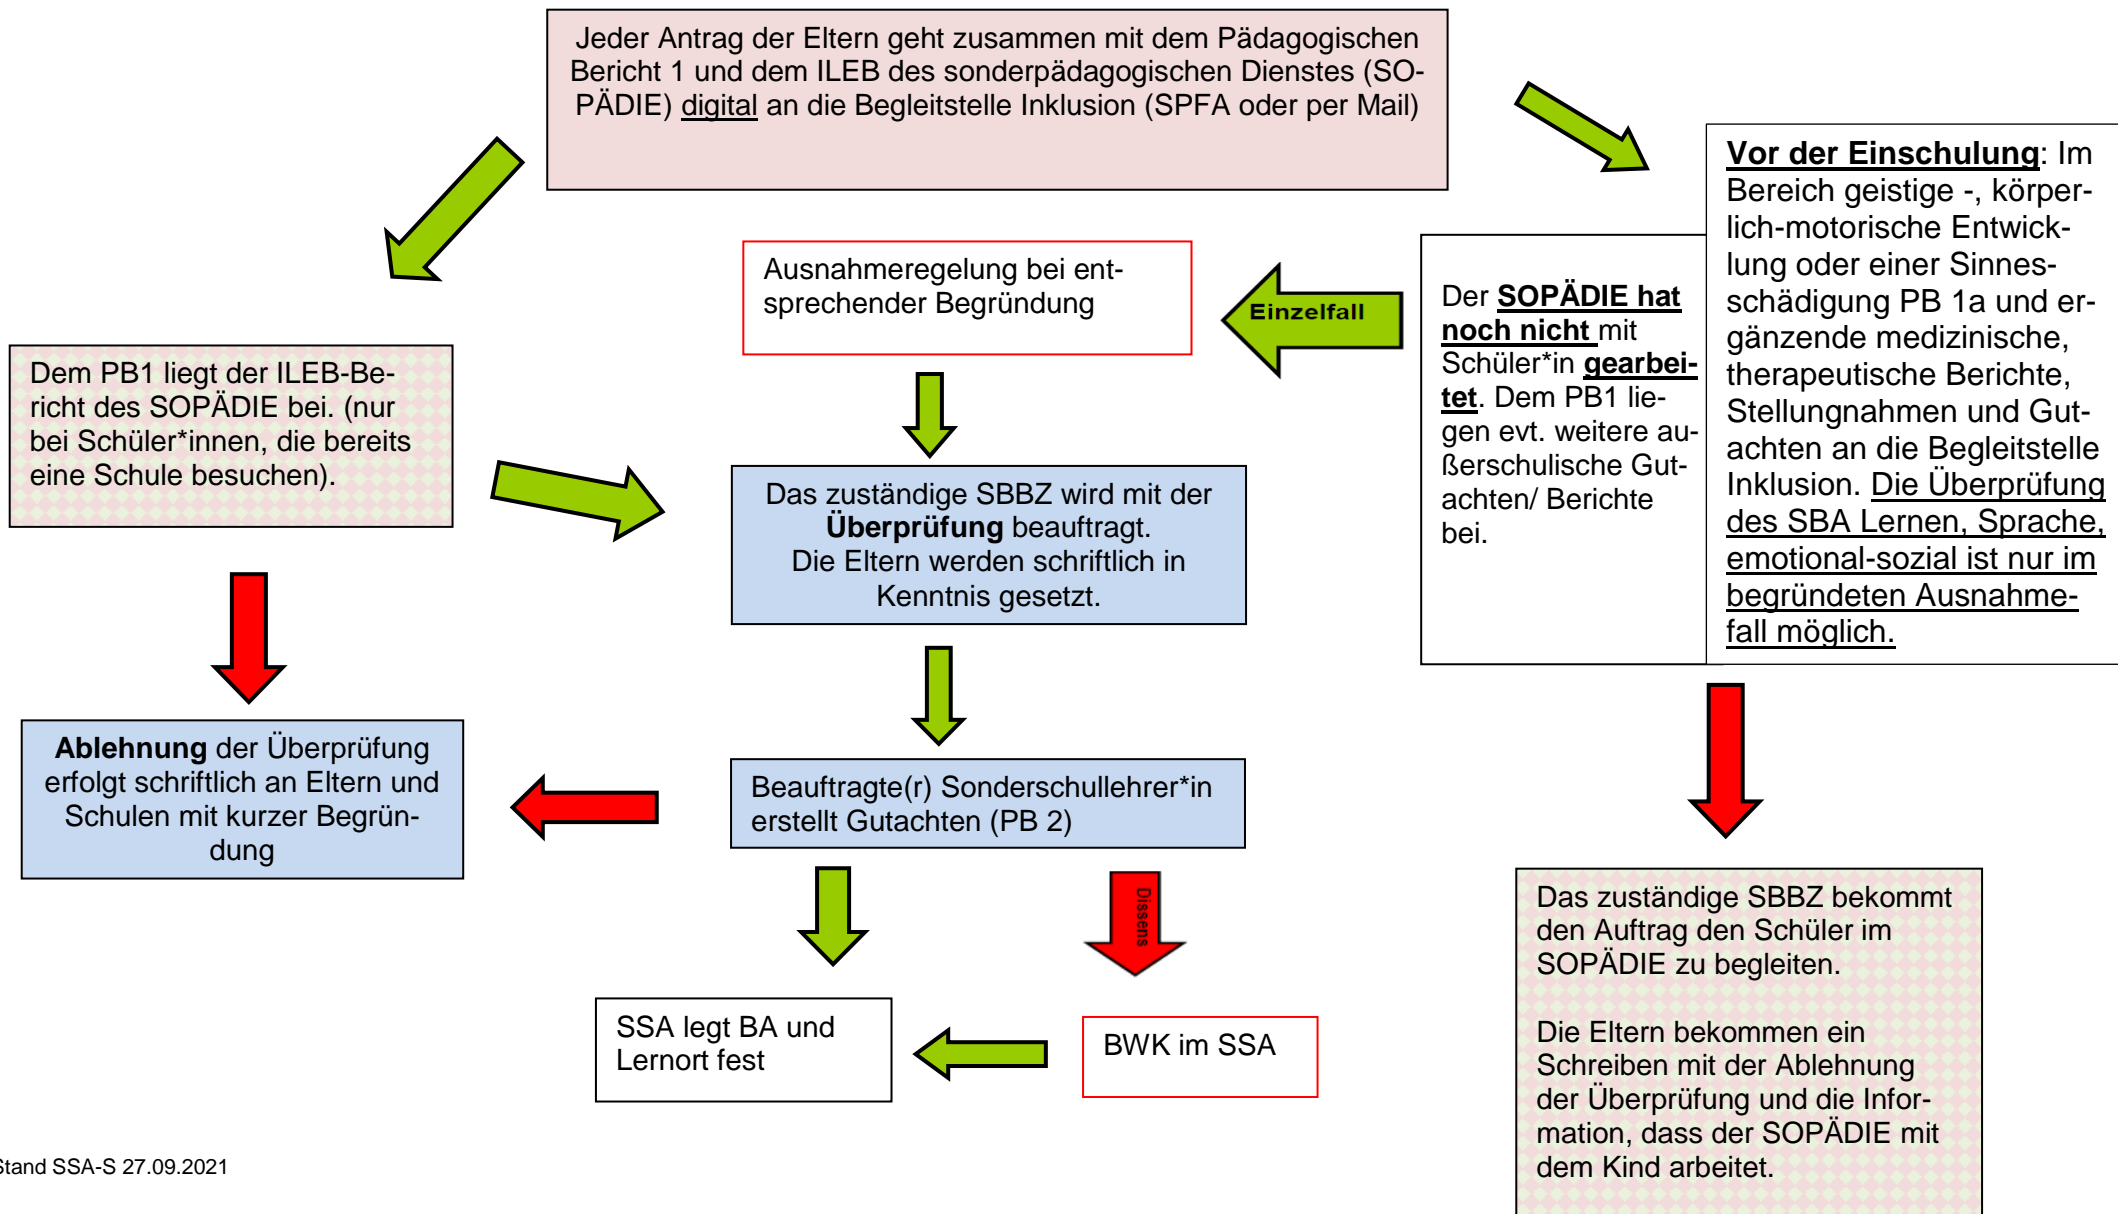 Jeder Antrag der Eltern geht zusammen mit dem Pädagogischen
Bericht 1 und dem ILEB des sonderpädagogischen Dienstes (SO-
PÄDIE) digital an die Begleitstelle Inklusion (SPFA oder per Mail)
Vor der Einschulung: Im
Bereich geistige -, körper-
lich-motorische Entwick-
lung oder einer Sinnes-
schädigung PB 1a und er-
gänzende medizinische,
therapeutische Berichte,
Stellungnahmen und Gut-
achten an die Begleitstelle
Inklusion. Die Überprüfung
des SBA Lernen, Sprache,
emotional-sozial ist nur im
begründeten Ausnahme-
fall möglich.
Ausnahmeregelung bei ent-
sprechender Begründung
Einzelfall
Der SOPÄDIE hat
noch nicht mit
Schüler*in gearbei-
tet. Dem PB1 lie-
gen evt. weitere au-
ßerschulische Gut-
achten/ Berichte
bei.
Dem PB1 liegt der ILEB-Be-
richt des SOPÄDIE bei. (nur
bei Schüler*innen, die bereits
eine Schule besuchen).
Das zuständige SBBZ wird mit der
Überprüfung beauftragt.
Die Eltern werden schriftlich in
Kenntnis gesetzt.
Ablehnung der Überprüfung
erfolgt schriftlich an Eltern und
Schulen mit kurzer Begrün-
dung
Beauftragte(r) Sonderschullehrer*in
erstellt Gutachten (PB 2)
Dissens
Das zuständige SBBZ bekommt
den Auftrag den Schüler im
SOPÄDIE zu begleiten.
Die Eltern bekommen ein
Schreiben mit der Ablehnung
der Überprüfung und die Infor-
mation, dass der SOPÄDIE mit
dem Kind arbeitet.
SSA legt BA und
Lernort fest
BWK im SSA
Stand SSA-S 27.09.2021